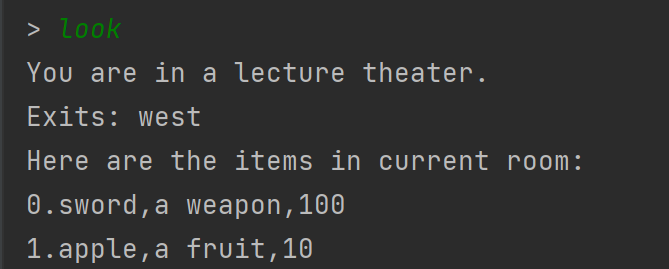 > look
You are in a lecture theater.
Exits: west
Here are the items in current room:
0.sword,a weapon,100
1.apple,a fruit,10